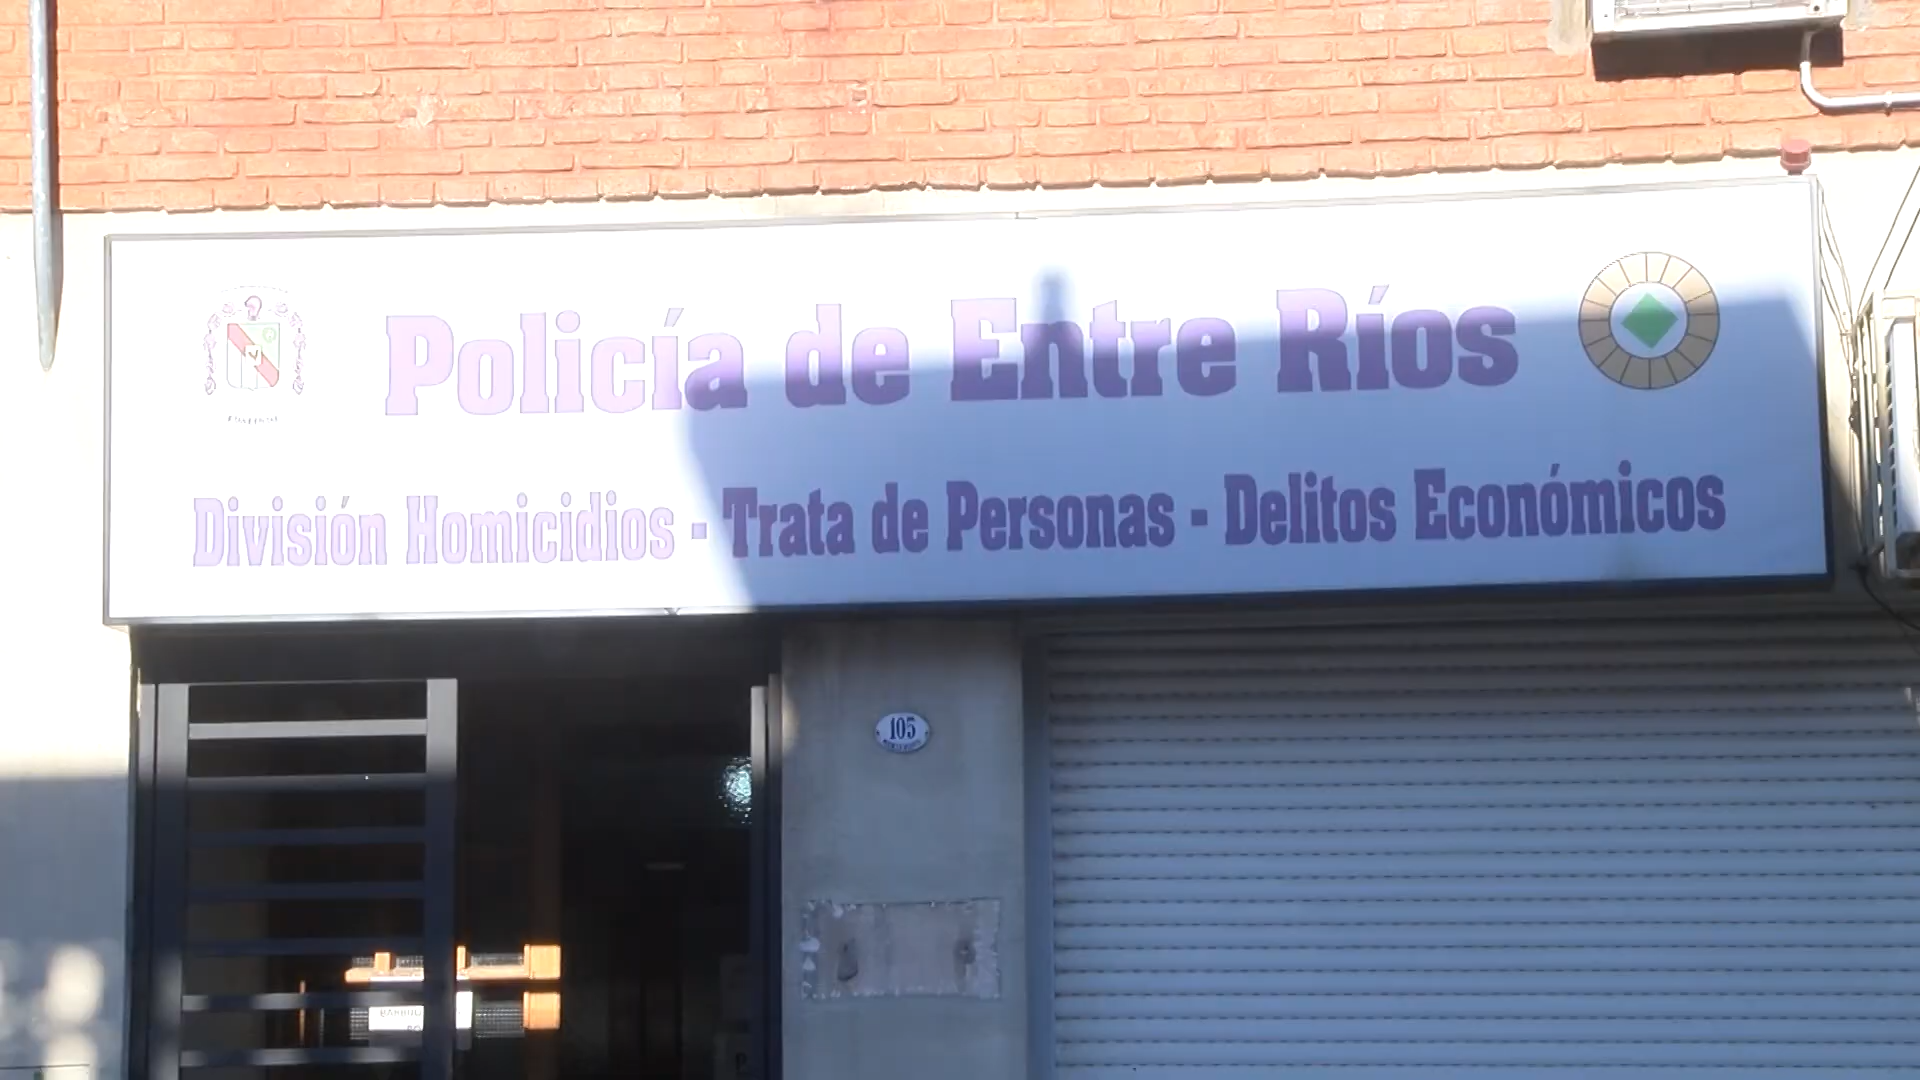 Policía de Entre Ríos
División Homicidios - Trata de Personas - Delitos Económicos
105